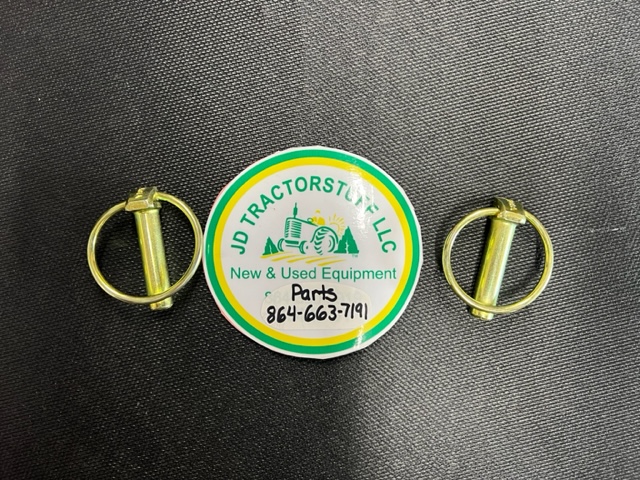 JD TRACTORSTUFF LLC
New & Used Equipment
Parts
864-663-7191